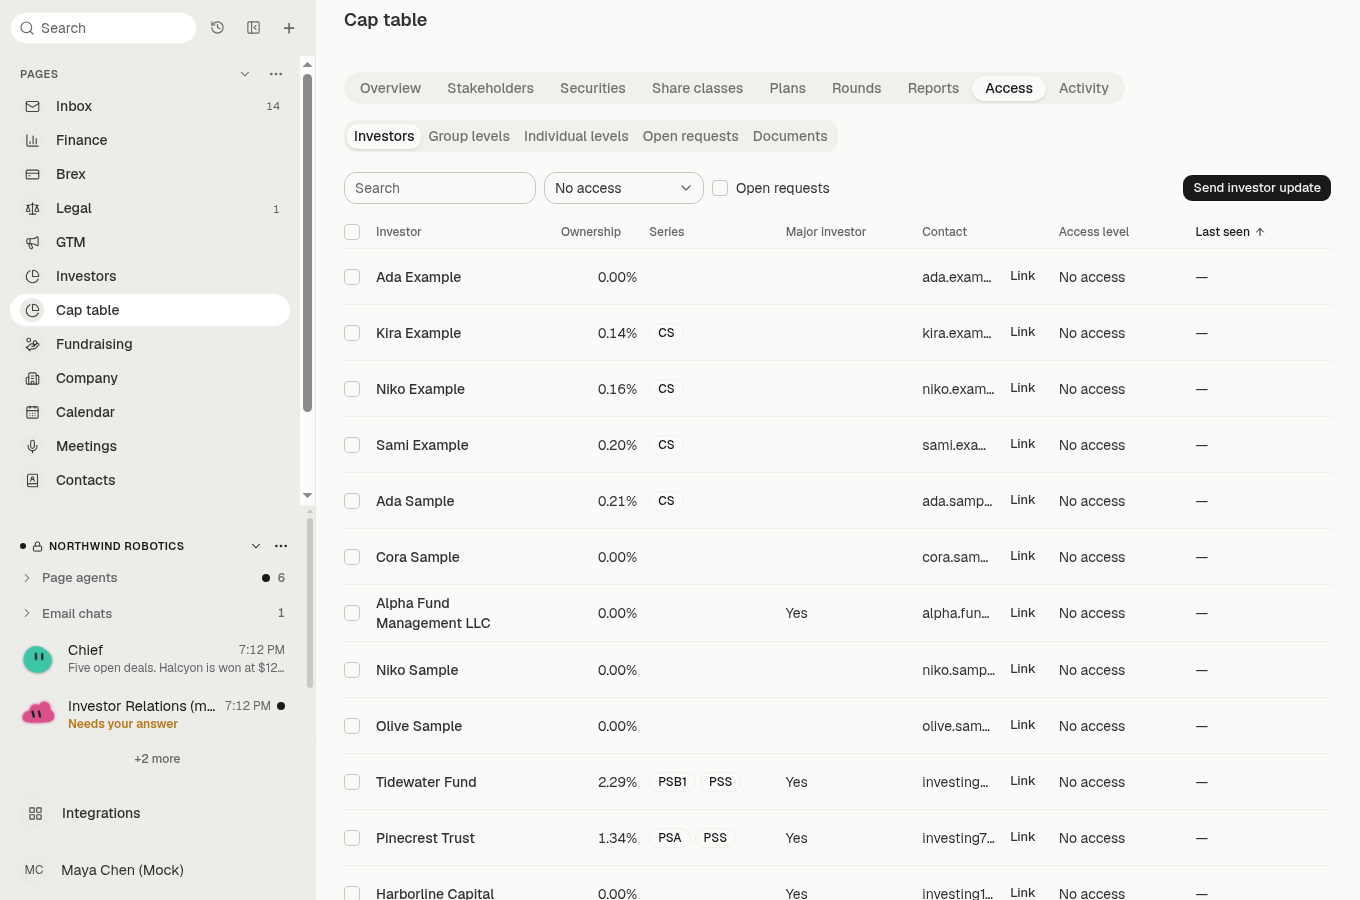 Search
PAGES
Inbox 14
Finance
Brex
Legal 1
GTM
Investors
Cap table
Fundraising
Company
Calendar
Meetings
Contacts
NORTHWIND ROBOTICS
Page agents 6
Email chats 1
Chief 7:12 PM
Five open deals. Halcyon is won at $12...
Investor Relations (m... 7:12 PM
Needs your answer
+2 more
Integrations
MC Maya Chen (Mock)
Cap table
Overview Stakeholders Securities Share classes Plans Rounds Reports Access Activity
Investors Group levels Individual levels Open requests Documents
Search No access Open requests Send investor update
Investor Ownership Series Major investor Contact Access level Last seen ↑
Ada Example 0.00% ada.exam... Link No access —
Kira Example 0.14% CS kira.exam... Link No access —
Niko Example 0.16% CS niko.exam... Link No access —
Sami Example 0.20% CS sami.exa... Link No access —
Ada Sample 0.21% CS ada.samp... Link No access —
Cora Sample 0.00% cora.sam... Link No access —
Alpha Fund
Management LLC 0.00% Yes alpha.fun... Link No access —
Niko Sample 0.00% niko.samp... Link No access —
Olive Sample 0.00% olive.sam... Link No access —
Tidewater Fund 2.29% PSB1 PSS Yes investing... Link No access —
Pinecrest Trust 1.34% PSA PSS Yes investing7... Link No access —
Harborline Capital 0.00% Yes investing1... Link No access —